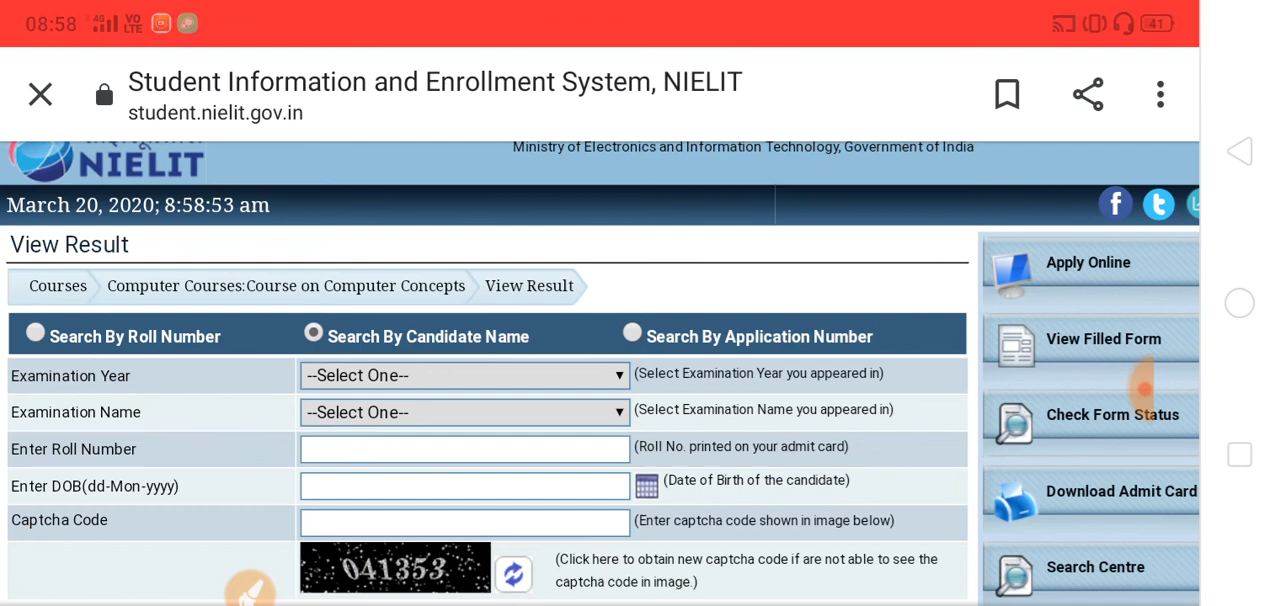 08:58 4G VO LTE 41
Student Information and Enrollment System, NIELIT
student.nielit.gov.in
NIELIT
Ministry of Electronics and Information Technology, Government of India
March 20, 2020; 8:58:53 am
View Result
Courses Computer Courses:Course on Computer Concepts View Result
Search By Roll Number Search By Candidate Name Search By Application Number
Examination Year --Select One-- (Select Examination Year you appeared in)
Examination Name --Select One-- (Select Examination Name you appeared in)
Enter Roll Number (Roll No. printed on your admit card)
Enter DOB(dd-Mon-yyyy) (Date of Birth of the candidate)
Captcha Code (Enter captcha code shown in image below)
041353 (Click here to obtain new captcha code if are not able to see the
captcha code in image.)
Apply Online
View Filled Form
Check Form Status
Download Admit Card
Search Centre